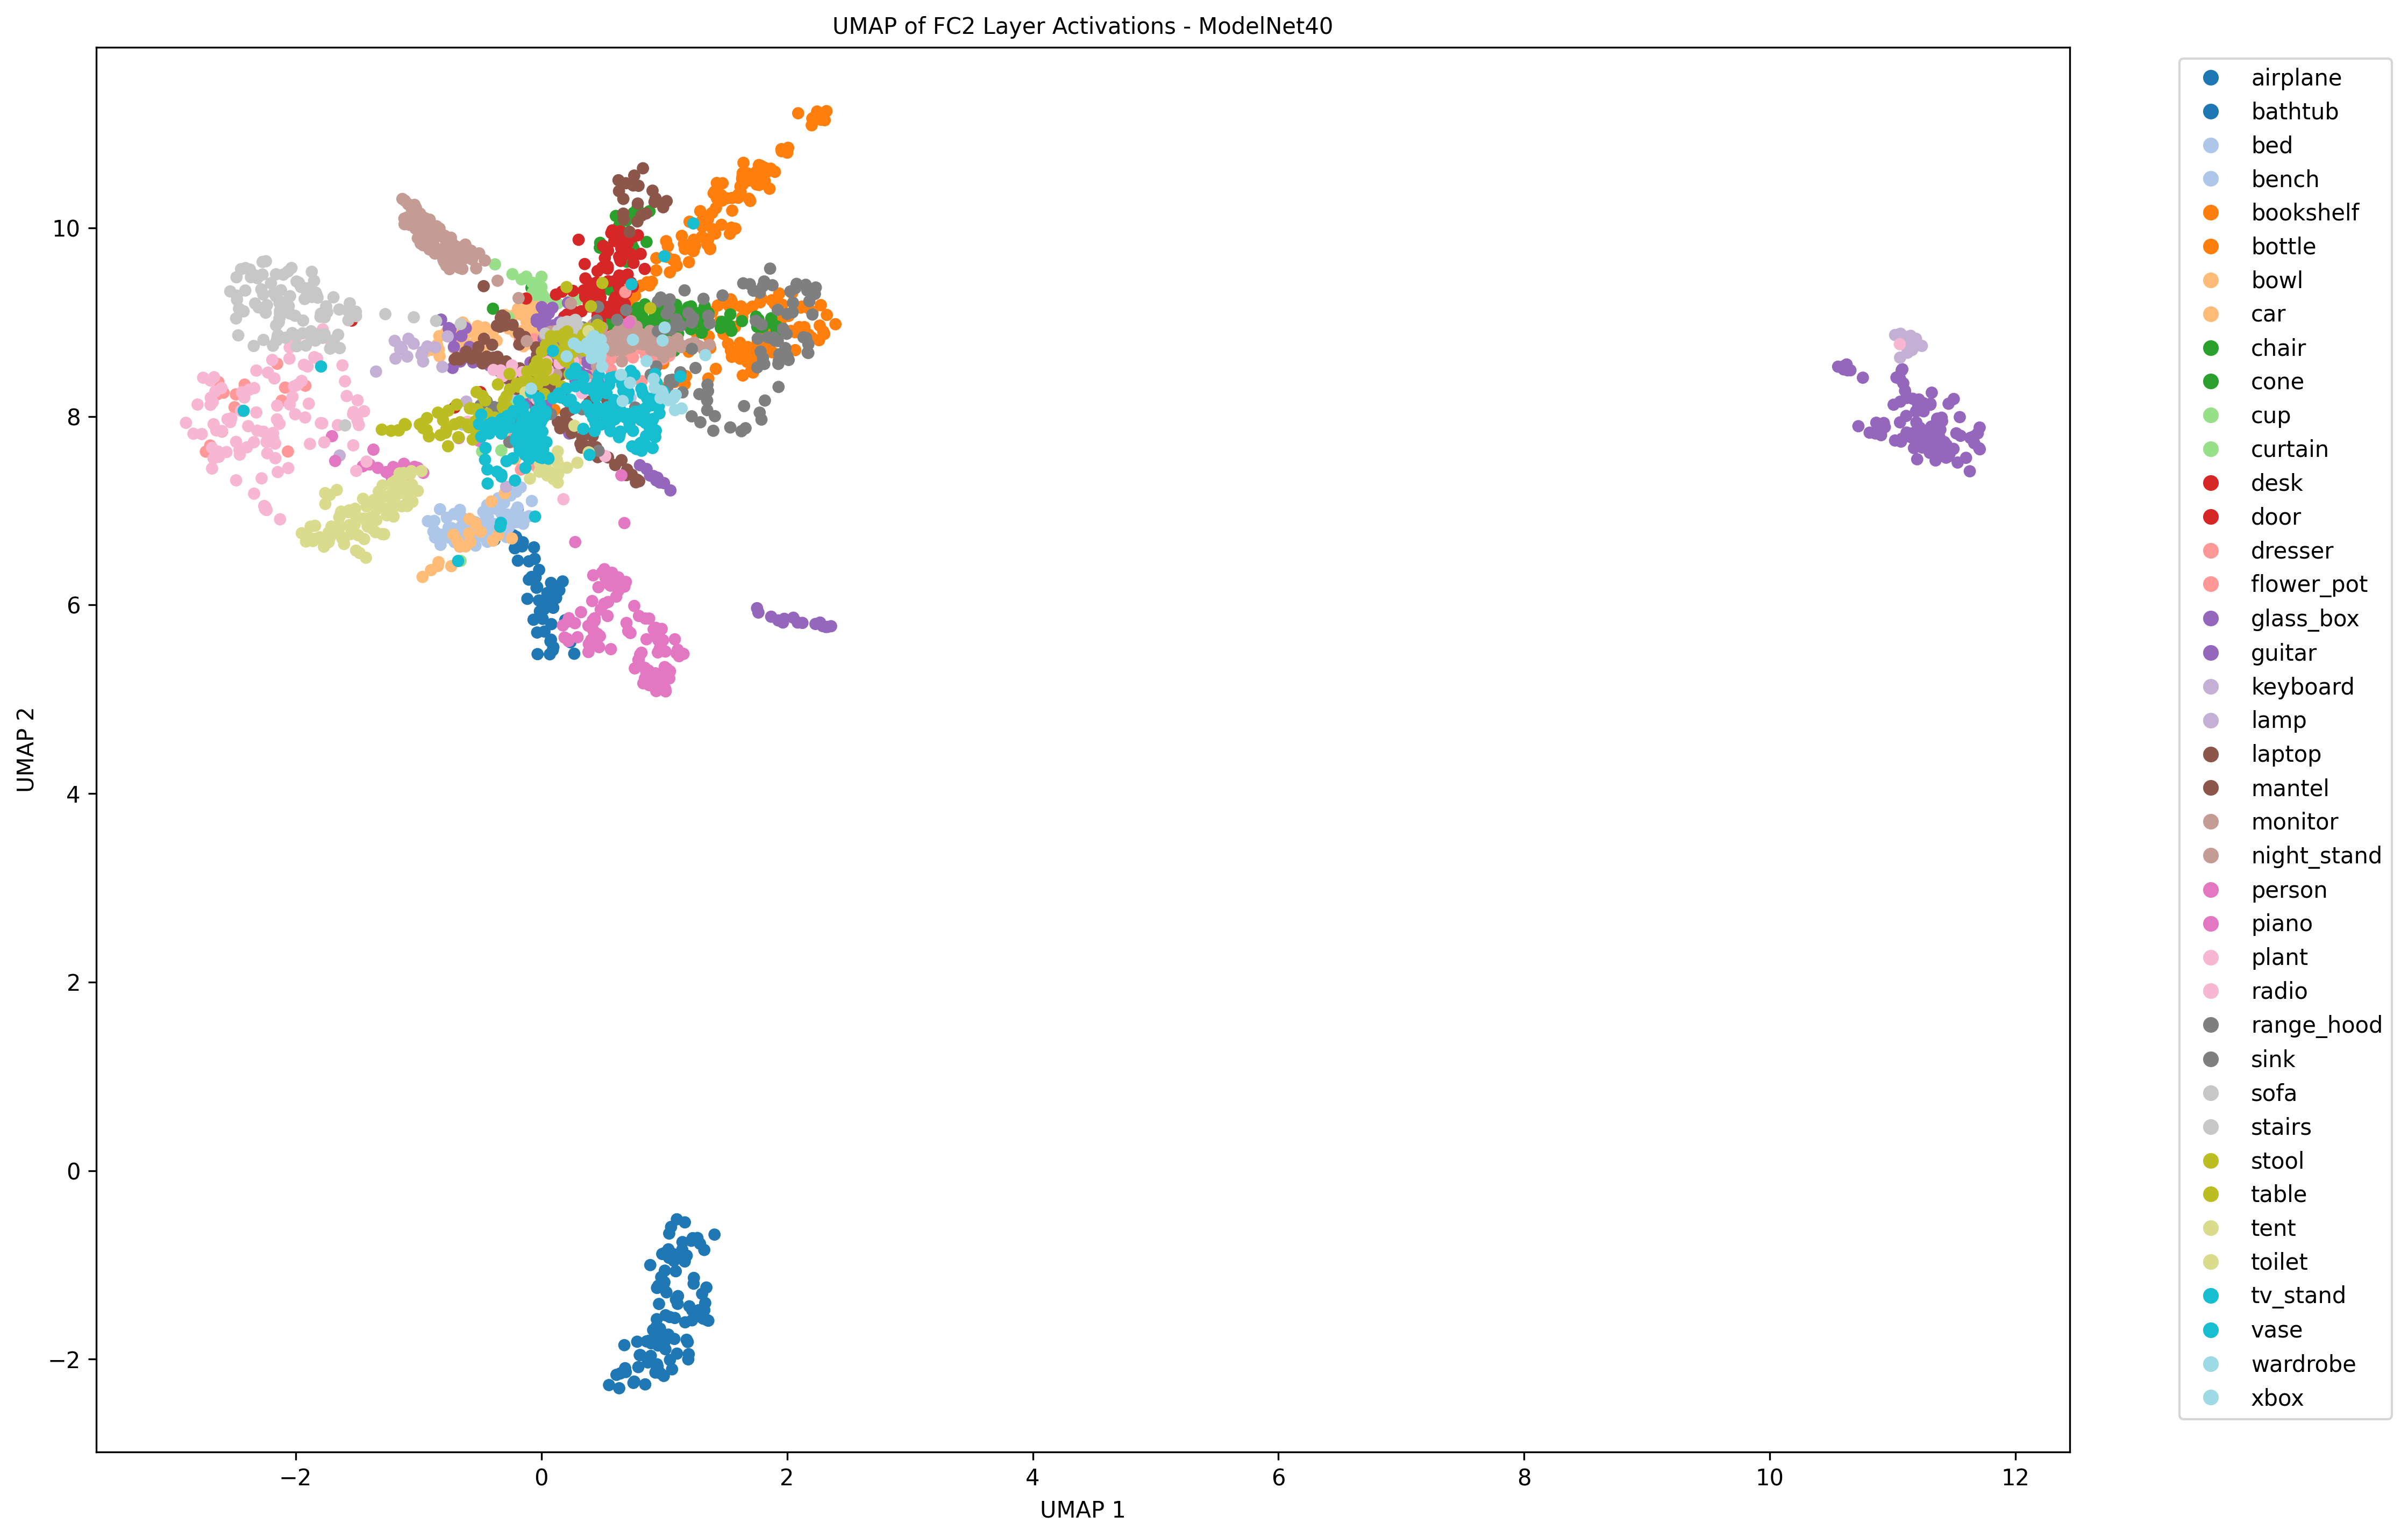 UMAP of FC2 Layer Activations - ModelNet40
airplane
bathtub
bed
bench
bookshelf
bottle
bowl
car
chair
cone
cup
curtain
desk
door
dresser
flower_pot
glass_box
guitar
keyboard
lamp
laptop
mantel
monitor
night_stand
person
piano
plant
radio
range_hood
sink
sofa
stairs
stool
table
tent
toilet
tv_stand
vase
wardrobe
xbox
UMAP 2
10
8
6
4
2
0
−2
−2 0 2 4 6 8 10 12
UMAP 1